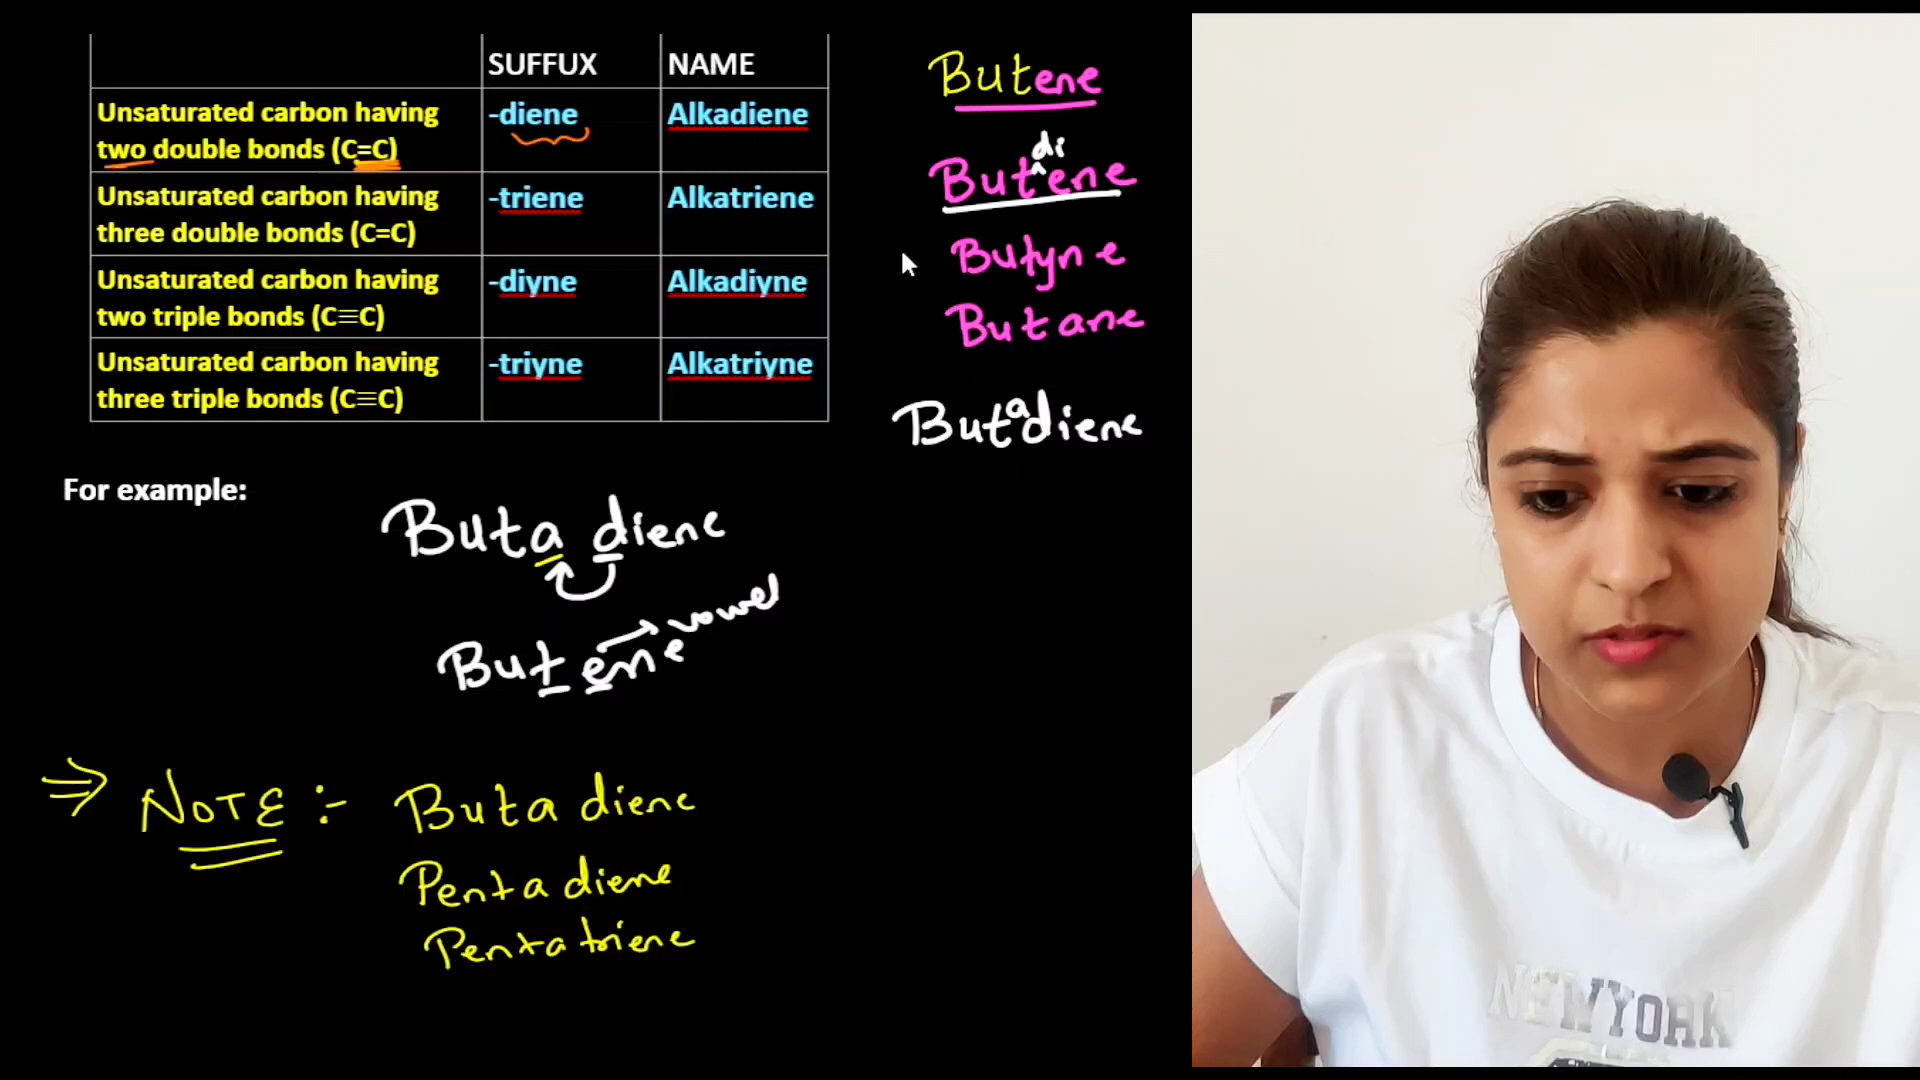 SUFFUX NAME
Unsaturated carbon having two double bonds (C=C) -diene Alkadiene
Unsaturated carbon having three double bonds (C=C) -triene Alkatriene
Unsaturated carbon having two triple bonds (C≡C) -diyne Alkadiyne
Unsaturated carbon having three triple bonds (C≡C) -triyne Alkatriyne
Butene
di
Butene
Butyne
Butane
Butadiene
For example:
Buta diene
Butene vowel
⇒ NOTE :- Buta diene
Penta diene
Penta triene
NEWYORK